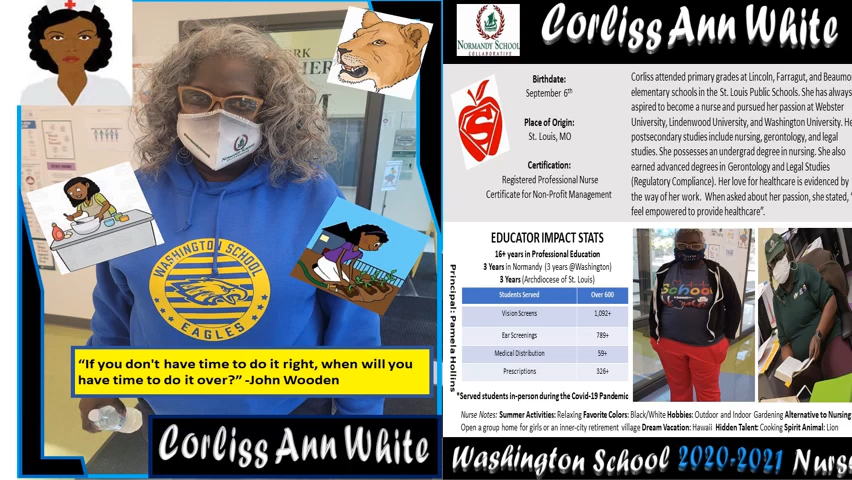 ERK
HER
M
NORMANDY SCHOOLS
WASHINGTON SCHOOL
EAGLES
"If you don't have time to do it right, when will you
have time to do it over?" -John Wooden
Corliss Ann White
NORMANDY SCHOOLS
COLLABORATIVE
Corliss Ann White
S
Birthdate:
September 6th
Place of Origin:
St. Louis, MO
Certification:
Registered Professional Nurse
Certificate for Non-Profit Management
Corliss attended primary grades at Lincoln, Farragut, and Beaumo
elementary schools in the St. Louis Public Schools. She has always
aspired to become a nurse and pursued her passion at Webster
University, Lindenwood University, and Washington University. He
postsecondary studies include nursing, gerontology, and legal
studies. She possesses an undergrad degree in nursing. She also
earned advanced degrees in Gerontology and Legal Studies
(Regulatory Compliance). Her love for healthcare is evidenced by
the way of her work. When asked about her passion, she stated, "
feel empowered to provide healthcare".
EDUCATOR IMPACT STATS
16+ years in Professional Education
3 Years in Normandy (3 years @Washington)
3 Years (Archdiocese of St. Louis)
Students Served Over 600
Vision Screens 1,092+
Ear Screenings 789+
Medical Distribution 59+
Prescriptions 326+
*Served students in-person during the Covid-19 Pandemic
Principal: Pamela Hollins
School
Nurse Notes: Summer Activities: Relaxing Favorite Colors: Black/White Hobbies: Outdoor and Indoor Gardening Alternative to Nursing
Open a group home for girls or an inner-city retirement village Dream Vacation: Hawaii Hidden Talent: Cooking Spirit Animal: Lion
Washington School 2020-2021 Nurs